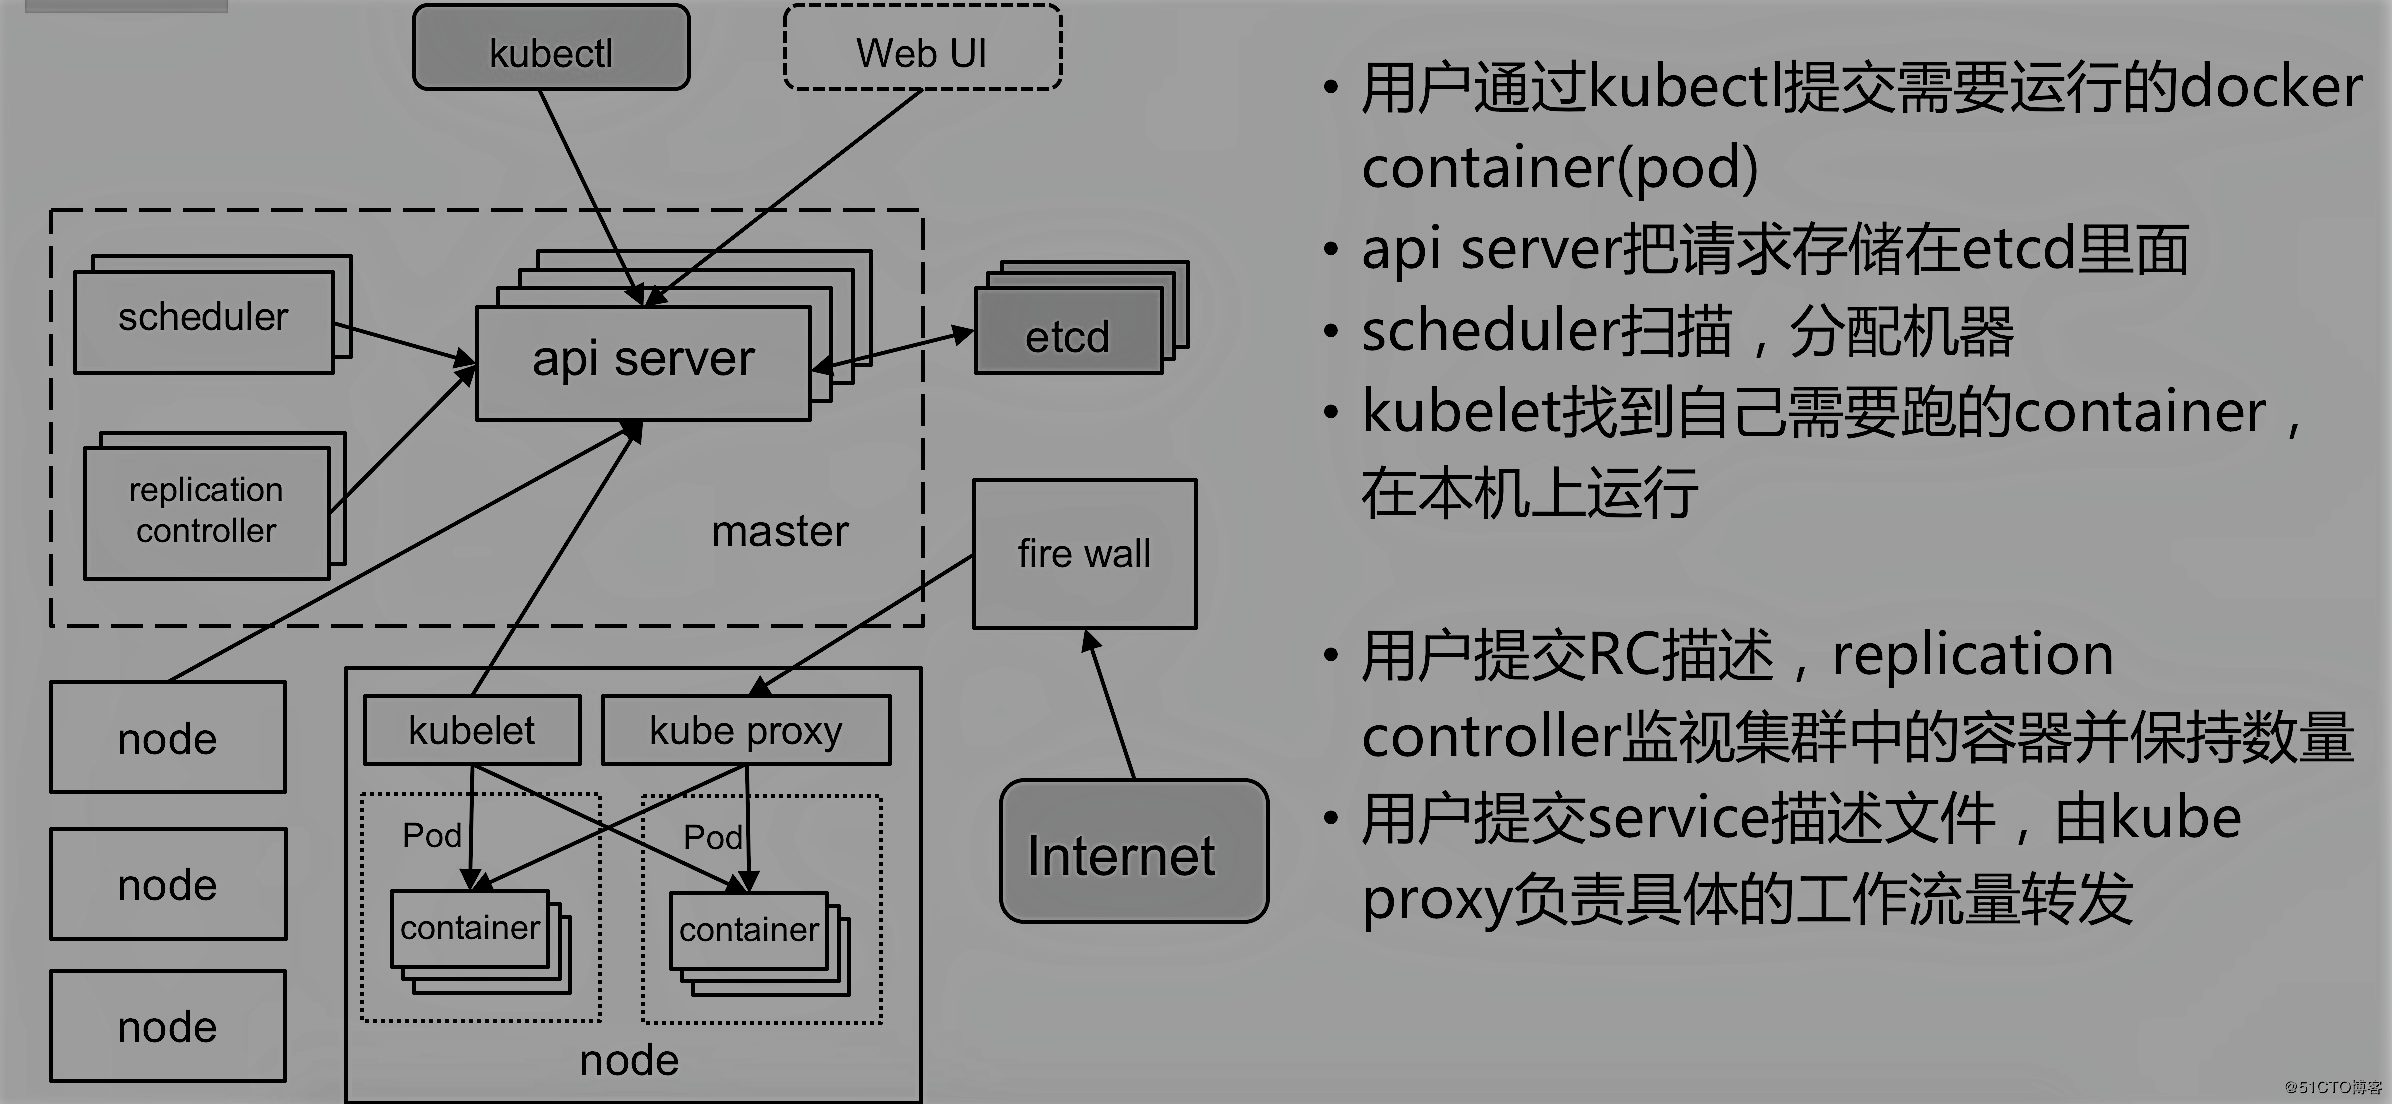 kubectl
Web UI
scheduler
api server
etcd
replication
controller
master
fire wall
node
kubelet
kube proxy
Pod
Pod
node
container
container
Internet
node
node
• 用户通过kubectl提交需要运行的docker
container(pod)
• api server把请求存储在etcd里面
• scheduler扫描，分配机器
• kubelet找到自己需要跑的container，
在本机上运行
• 用户提交RC描述，replication
controller监视集群中的容器并保持数量
• 用户提交service描述文件，由kube
proxy负责具体的工作流量转发
@51CTO博客